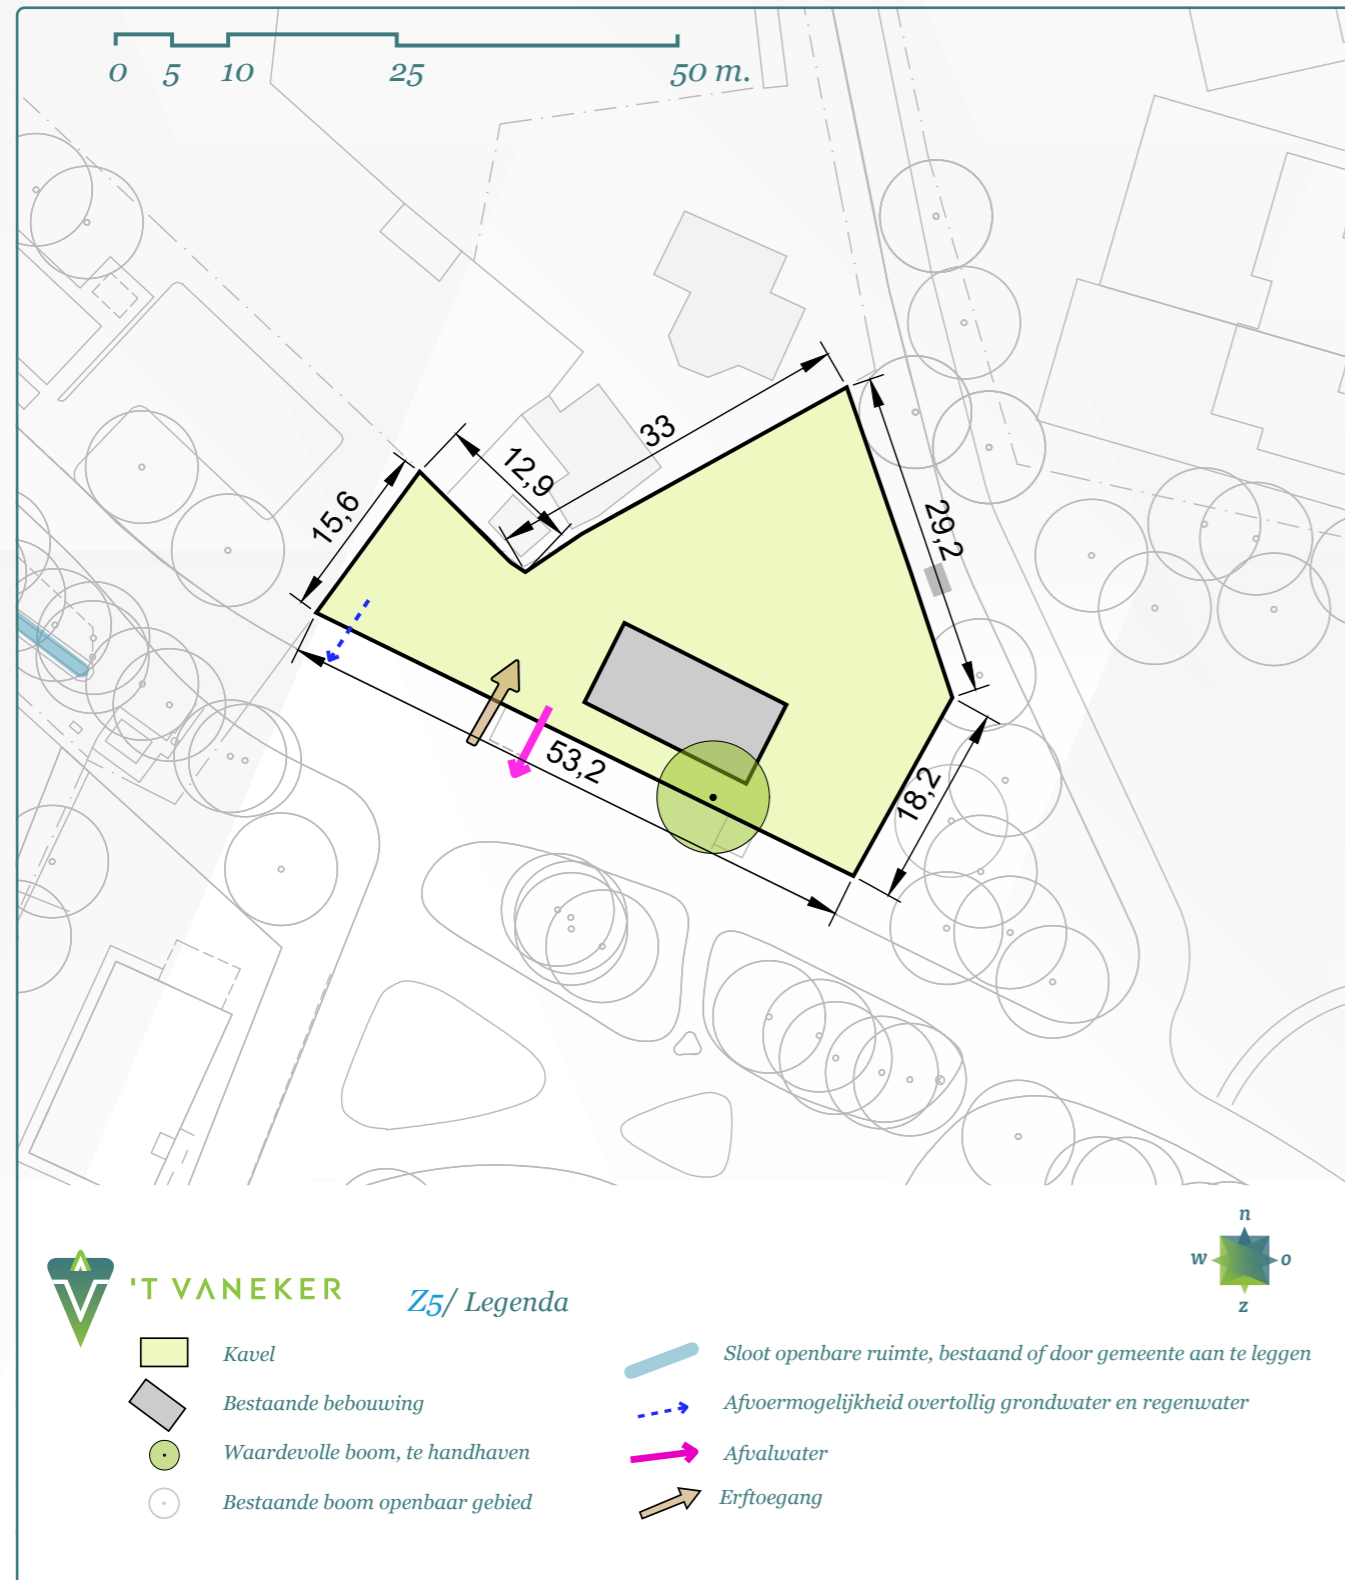 0 5 10 25 50 m.
33
12,9
15,6
29,2
53,2
18,2
n
w o
z
'T VANEKER
Z5/ Legenda
Kavel
Bestaande bebouwing
Waardevolle boom, te handhaven
Bestaande boom openbaar gebied
Sloot openbare ruimte, bestaand of door gemeente aan te leggen
Afvoermogelijkheid overtollig grondwater en regenwater
Afvalwater
Erftoegang